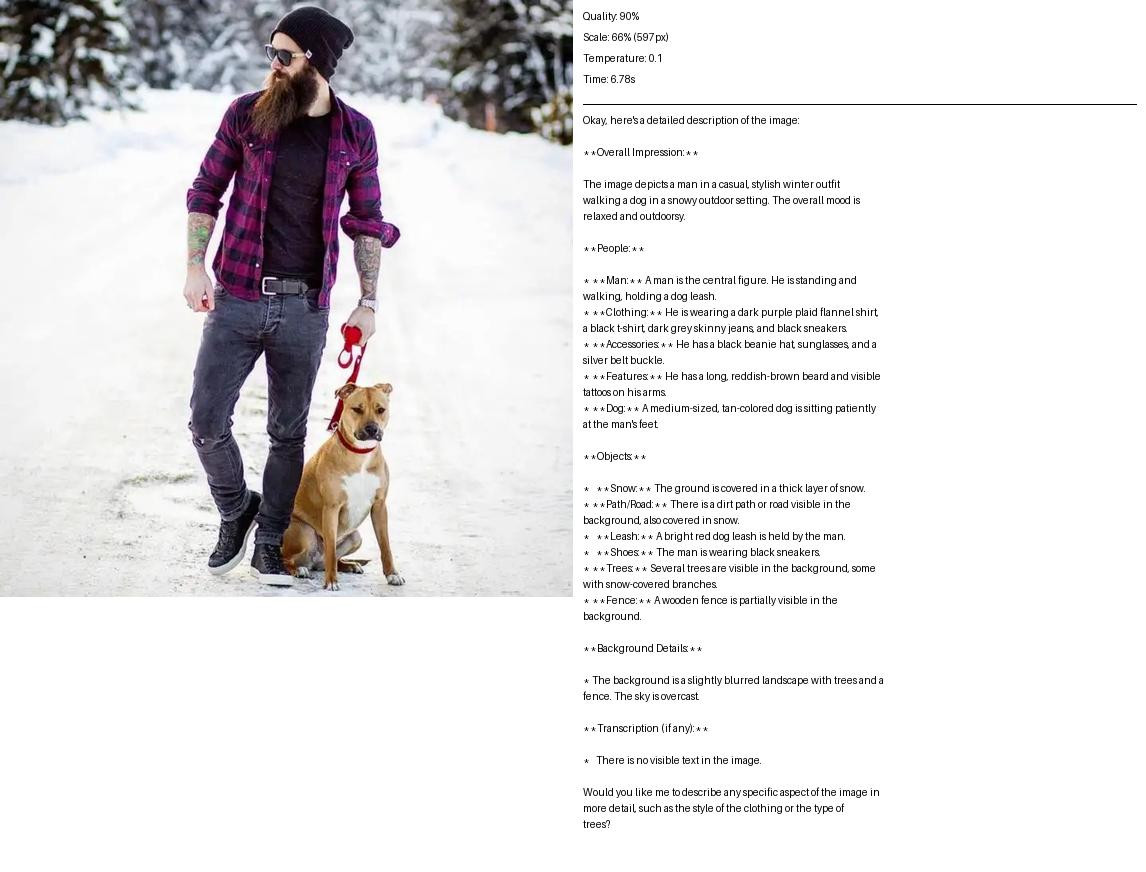 Quality: 90%
Scale: 66% (597px)
Temperature: 0.1
Time: 6.78s
Okay, here's a detailed description of the image:
**Overall Impression:**
The image depicts a man in a casual, stylish winter outfit
walking a dog in a snowy outdoor setting. The overall mood is
relaxed and outdoorsy.
**People:**
* **Man:** A man is the central figure. He is standing and
walking, holding a dog leash.
* **Clothing:** He is wearing a dark purple plaid flannel shirt,
a black t-shirt, dark grey skinny jeans, and black sneakers.
* **Accessories:** He has a black beanie hat, sunglasses, and a
silver belt buckle.
* **Features:** He has a long, reddish-brown beard and visible
tattoos on his arms.
* **Dog:** A medium-sized, tan-colored dog is sitting patiently
at the man's feet.
**Objects:**
* **Snow:** The ground is covered in a thick layer of snow.
* **Path/Road:** There is a dirt path or road visible in the
background, also covered in snow.
* **Leash:** A bright red dog leash is held by the man.
* **Shoes:** The man is wearing black sneakers.
* **Trees:** Several trees are visible in the background, some
with snow-covered branches.
* **Fence:** A wooden fence is partially visible in the
background.
**Background Details:**
* The background is a slightly blurred landscape with trees and a
fence. The sky is overcast.
**Transcription (if any):**
* There is no visible text in the image.
Would you like me to describe any specific aspect of the image in
more detail, such as the style of the clothing or the type of
trees?